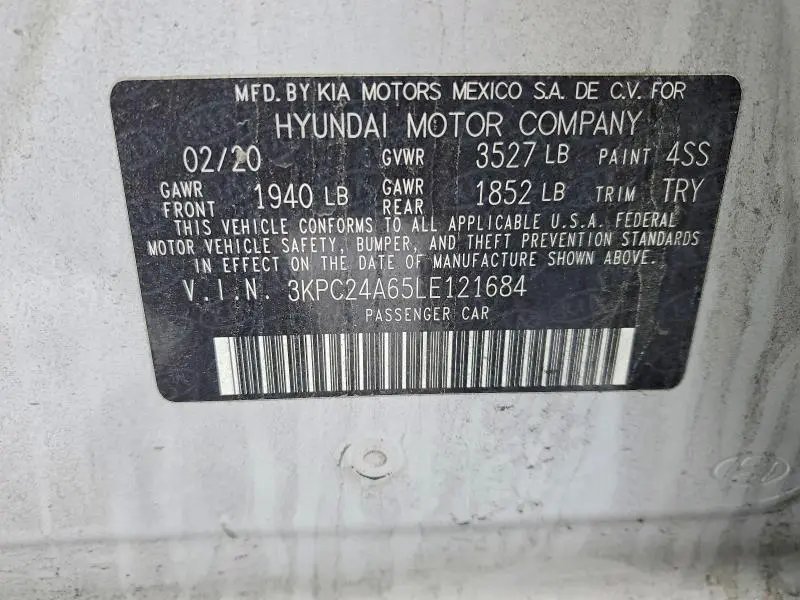 MFD. BY KIA MOTORS MEXICO S.A. DE C.V. FOR
HYUNDAI MOTOR COMPANY
02/20 GVWR 3527 LB PAINT 4SS
GAWR FRONT 1940 LB GAWR REAR 1852 LB TRIM TRY
THIS VEHICLE CONFORMS TO ALL APPLICABLE U.S.A. FEDERAL
MOTOR VEHICLE SAFETY, BUMPER, AND THEFT PREVENTION STANDARDS
IN EFFECT ON THE DATE OF MANUFACTURE SHOWN ABOVE.
V.I.N. 3KPC24A65LE121684
PASSENGER CAR